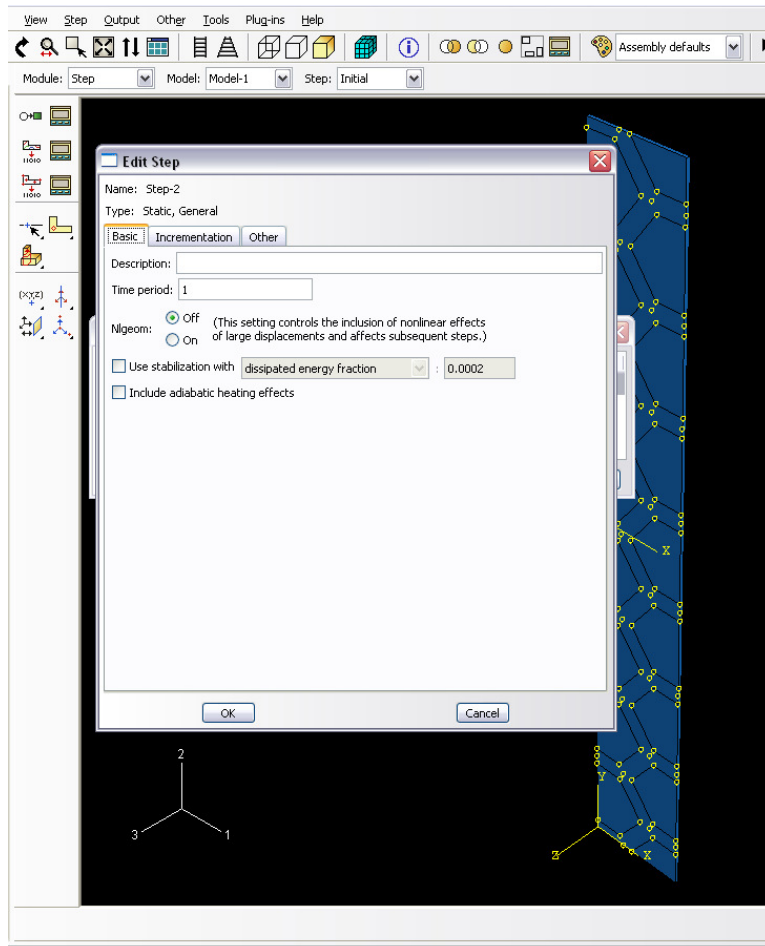 View Step Output Other Tools Plug-ins Help
Assembly defaults
Module: Step Model: Model-1 Step: Initial
Edit Step
Name: Step-2
Type: Static, General
Basic Incrementation Other
Description:
Time period: 1
Nlgeom: Off On (This setting controls the inclusion of nonlinear effects
of large displacements and affects subsequent steps.)
Use stabilization with dissipated energy fraction : 0.0002
Include adiabatic heating effects
OK Cancel
X
2
3 1
Y
Z X